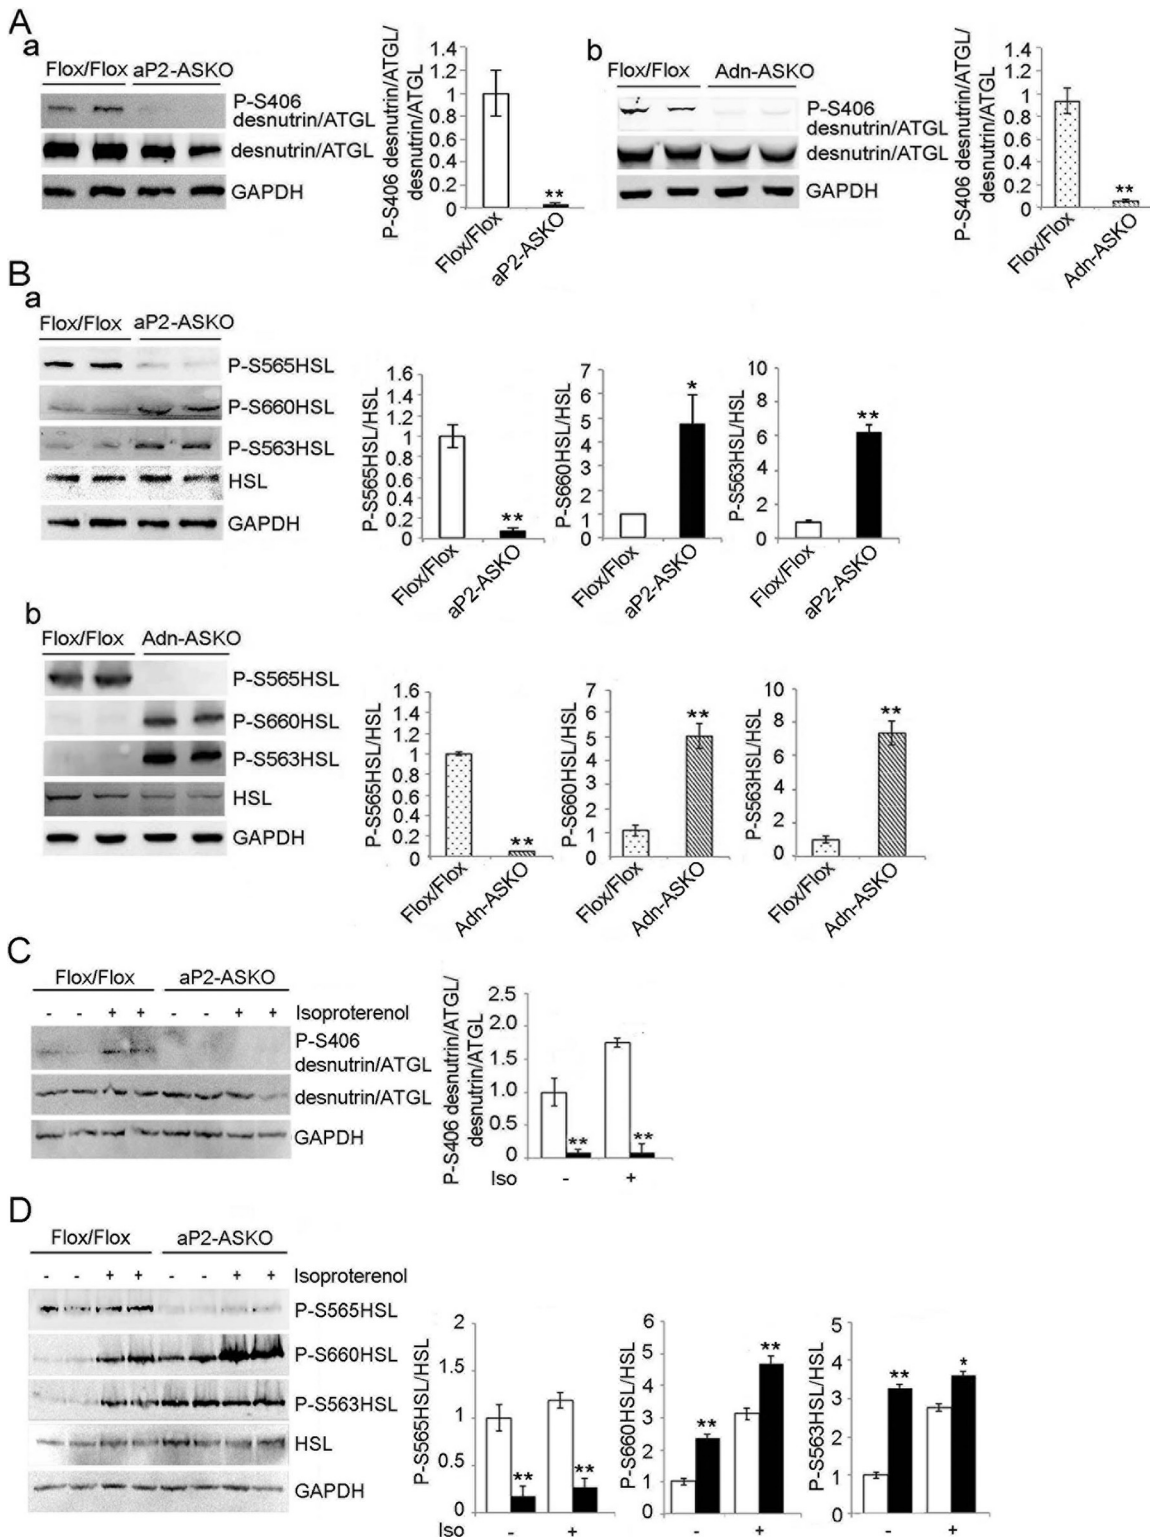 A
a
Flox/Flox aP2-ASKO
P-S406
desnutrin/ATGL
desnutrin/ATGL
GAPDH
P-S406 desnutrin/ATGL/
desnutrin/ATGL
1.4
1.2
1
0.8
0.6
0.4
0.2
0
**
Flox/Flox
aP2-ASKO
b
Flox/Flox Adn-ASKO
P-S406
desnutrin/ATGL
desnutrin/ATGL
GAPDH
P-S406 desnutrin/ATGL/
desnutrin/ATGL
1.4
1.2
1
0.8
0.6
0.4
0.2
0
**
Flox/Flox
Adn-ASKO
B
a
Flox/Flox aP2-ASKO
P-S565HSL
P-S660HSL
P-S563HSL
HSL
GAPDH
P-S565HSL/HSL
1.6
1.4
1.2
1
0.8
0.6
0.4
0.2
0
**
Flox/Flox
aP2-ASKO
P-S660HSL/HSL
7
6
5
4
3
2
1
0
*
Flox/Flox
aP2-ASKO
P-S563HSL/HSL
10
8
6
4
2
0
**
Flox/Flox
aP2-ASKO
b
Flox/Flox Adn-ASKO
P-S565HSL
P-S660HSL
P-S563HSL
HSL
GAPDH
P-S565HSL/HSL
1.6
1.4
1.2
1
0.8
0.6
0.4
0.2
0
**
Flox/Flox
Adn-ASKO
P-S660HSL/HSL
7
6
5
4
3
2
1
0
**
Flox/Flox
Adn-ASKO
P-S563HSL/HSL
10
8
6
4
2
0
**
Flox/Flox
Adn-ASKO
C
Flox/Flox aP2-ASKO
- - + + - - + + Isoproterenol
P-S406
desnutrin/ATGL
desnutrin/ATGL
GAPDH
P-S406 desnutrin/ATGL/
desnutrin/ATGL
2.5
2.0
1.5
1.0
0.5
0
** **
Iso - +
D
Flox/Flox aP2-ASKO
- - + + - - + + Isoproterenol
P-S565HSL
P-S660HSL
P-S563HSL
HSL
GAPDH
P-S565HSL/HSL
2
1.5
1
0.5
0
** **
Iso - +
P-S660HSL/HSL
6
5
4
3
2
1
0
** **
- +
P-S563HSL/HSL
5
4
3
2
1
0
** *
- +